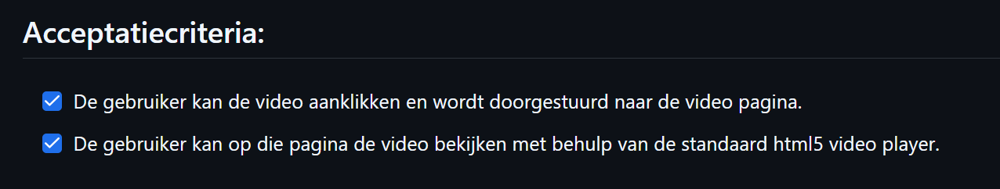 Acceptatiecriteria:
De gebruiker kan de video aanklikken en wordt doorgestuurd naar de video pagina.
De gebruiker kan op die pagina de video bekijken met behulp van de standaard html5 video player.